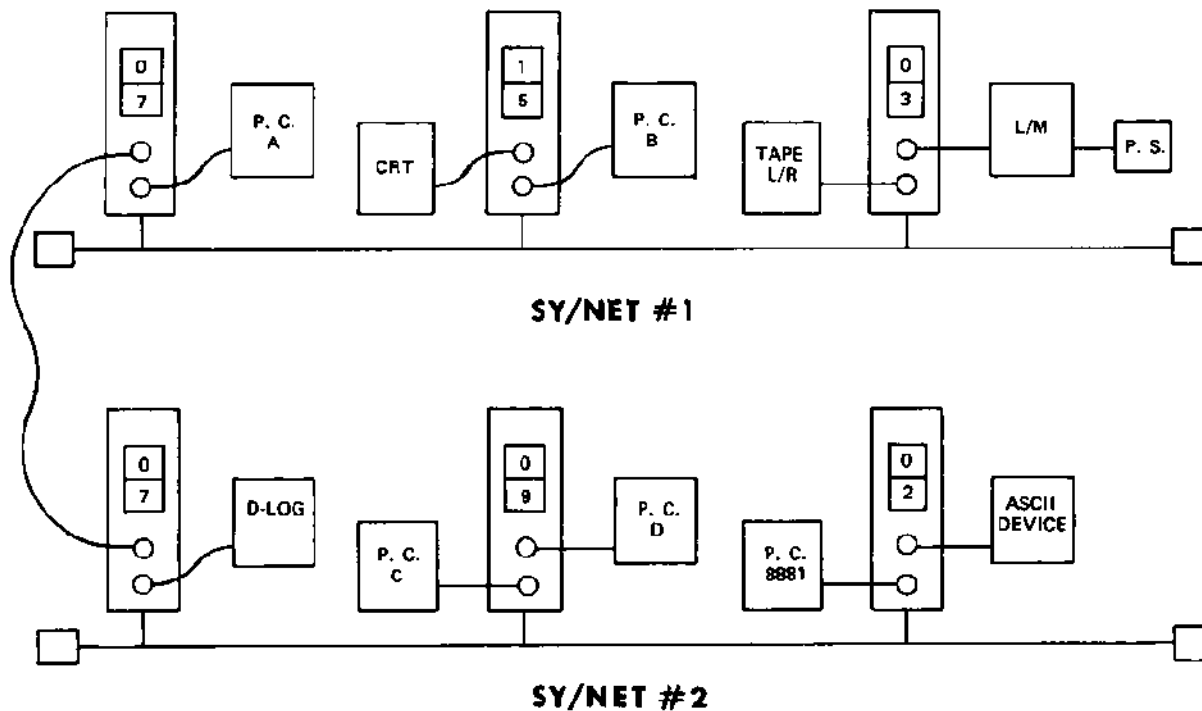 0
7
P. C.
A
CRT
1
5
P. C.
B
TAPE
L/R
0
3
L/M
P. S.
SY/NET #1
0
7
D-LOG
P. C.
C
0
9
P. C.
D
P. C.
8881
0
2
ASCII
DEVICE
SY/NET #2